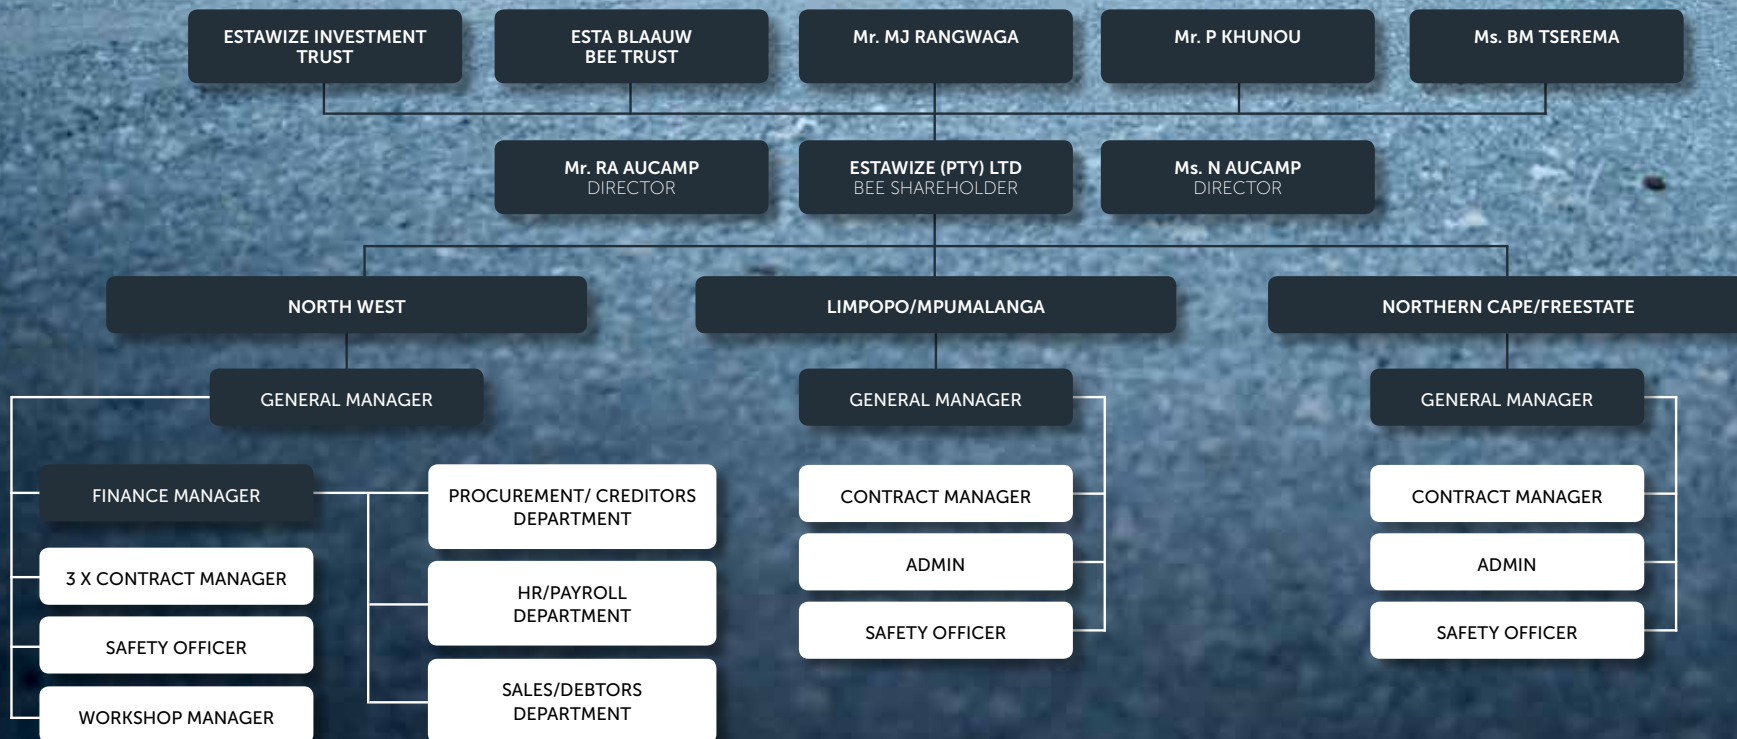 ESTAWIZE INVESTMENT
TRUST
ESTA BLAAUW
BEE TRUST
Mr. MJ RANGWAGA
Mr. P KHUNOU
Ms. BM TSEREMA
Mr. RA AUCAMP
DIRECTOR
ESTAWIZE (PTY) LTD
BEE SHAREHOLDER
Ms. N AUCAMP
DIRECTOR
NORTH WEST
LIMPOPO/MPUMALANGA
NORTHERN CAPE/FREESTATE
GENERAL MANAGER
GENERAL MANAGER
GENERAL MANAGER
FINANCE MANAGER
3 X CONTRACT MANAGER
SAFETY OFFICER
WORKSHOP MANAGER
PROCUREMENT/ CREDITORS
DEPARTMENT
HR/PAYROLL
DEPARTMENT
SALES/DEBTORS
DEPARTMENT
CONTRACT MANAGER
ADMIN
SAFETY OFFICER
CONTRACT MANAGER
ADMIN
SAFETY OFFICER